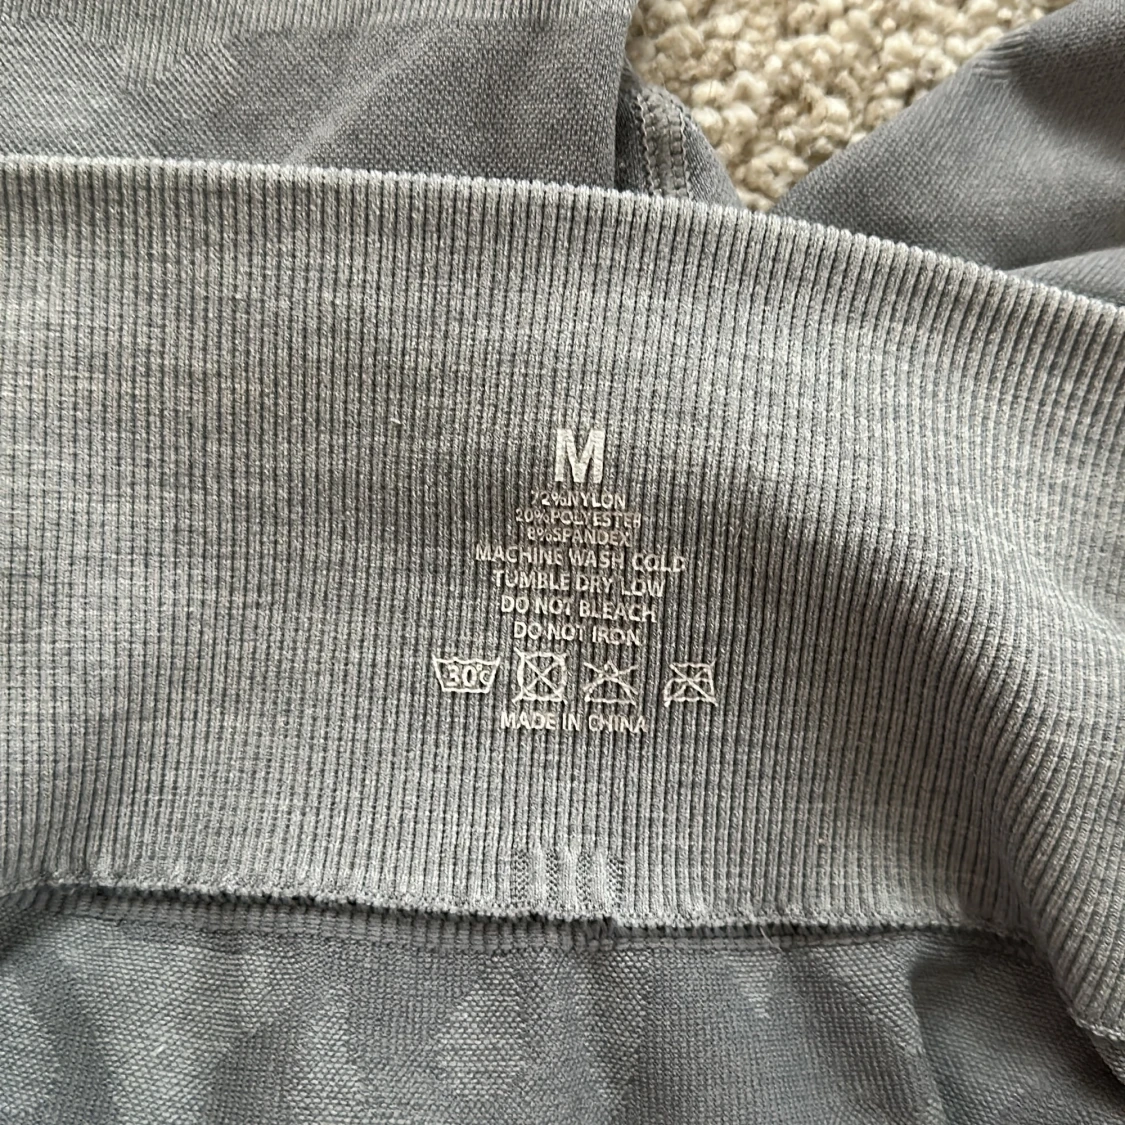 M
72%NYLON
20%POLYESTER
8%SPANDEX
MACHINE WASH COLD
TUMBLE DRY LOW
DO NOT BLEACH
DO NOT IRON
30°C
MADE IN CHINA